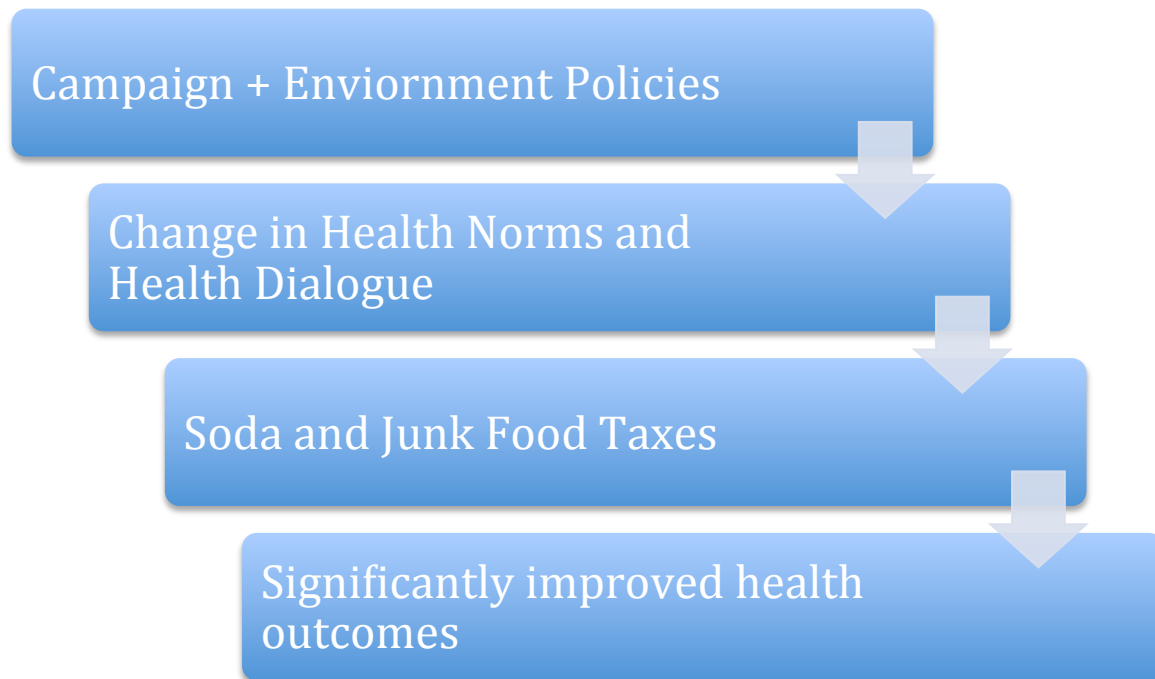 Campaign + Enviornment Policies
Change in Health Norms and
Health Dialogue
Soda and Junk Food Taxes
Significantly improved health
outcomes